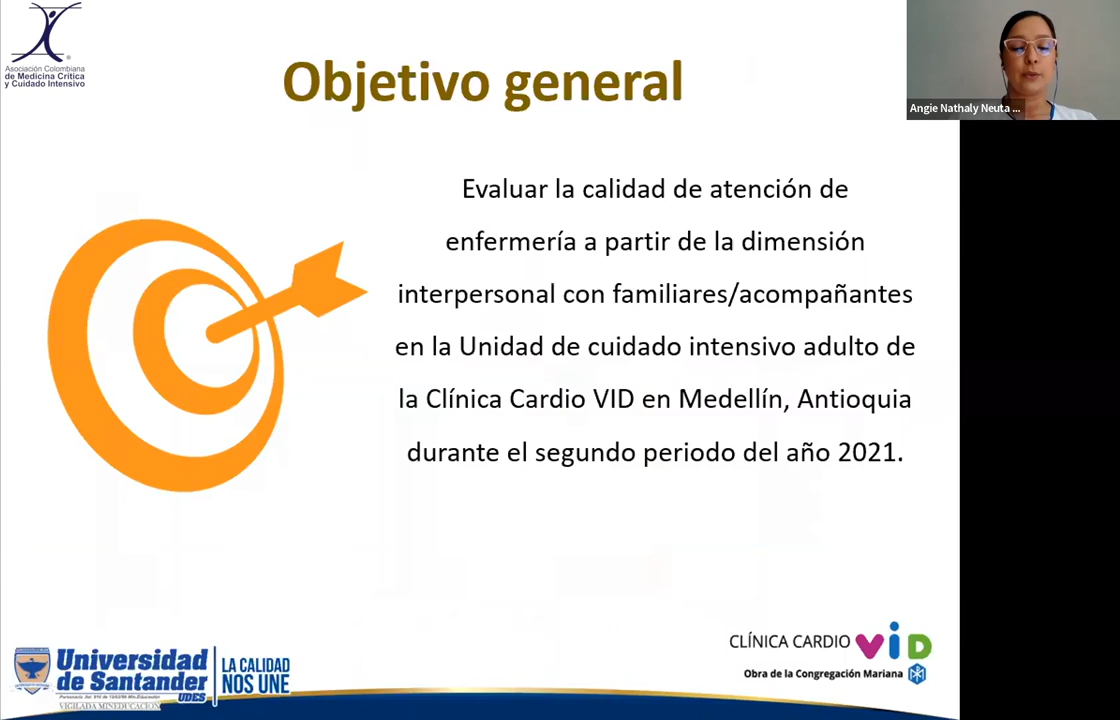 Asociación Colombiana
de Medicina Crítica
y Cuidado Intensivo
Objetivo general
Angie Nathaly Neuta ...
Evaluar la calidad de atención de
enfermería a partir de la dimensión
interpersonal con familiares/acompañantes
en la Unidad de cuidado intensivo adulto de
la Clínica Cardio VID en Medellín, Antioquia
durante el segundo periodo del año 2021.
Universidad
de Santander
UDES
VIGILADA MINEDUCACIÓN
LA CALIDAD
NOS UNE
CLÍNICA CARDIO VID
Obra de la Congregación Mariana